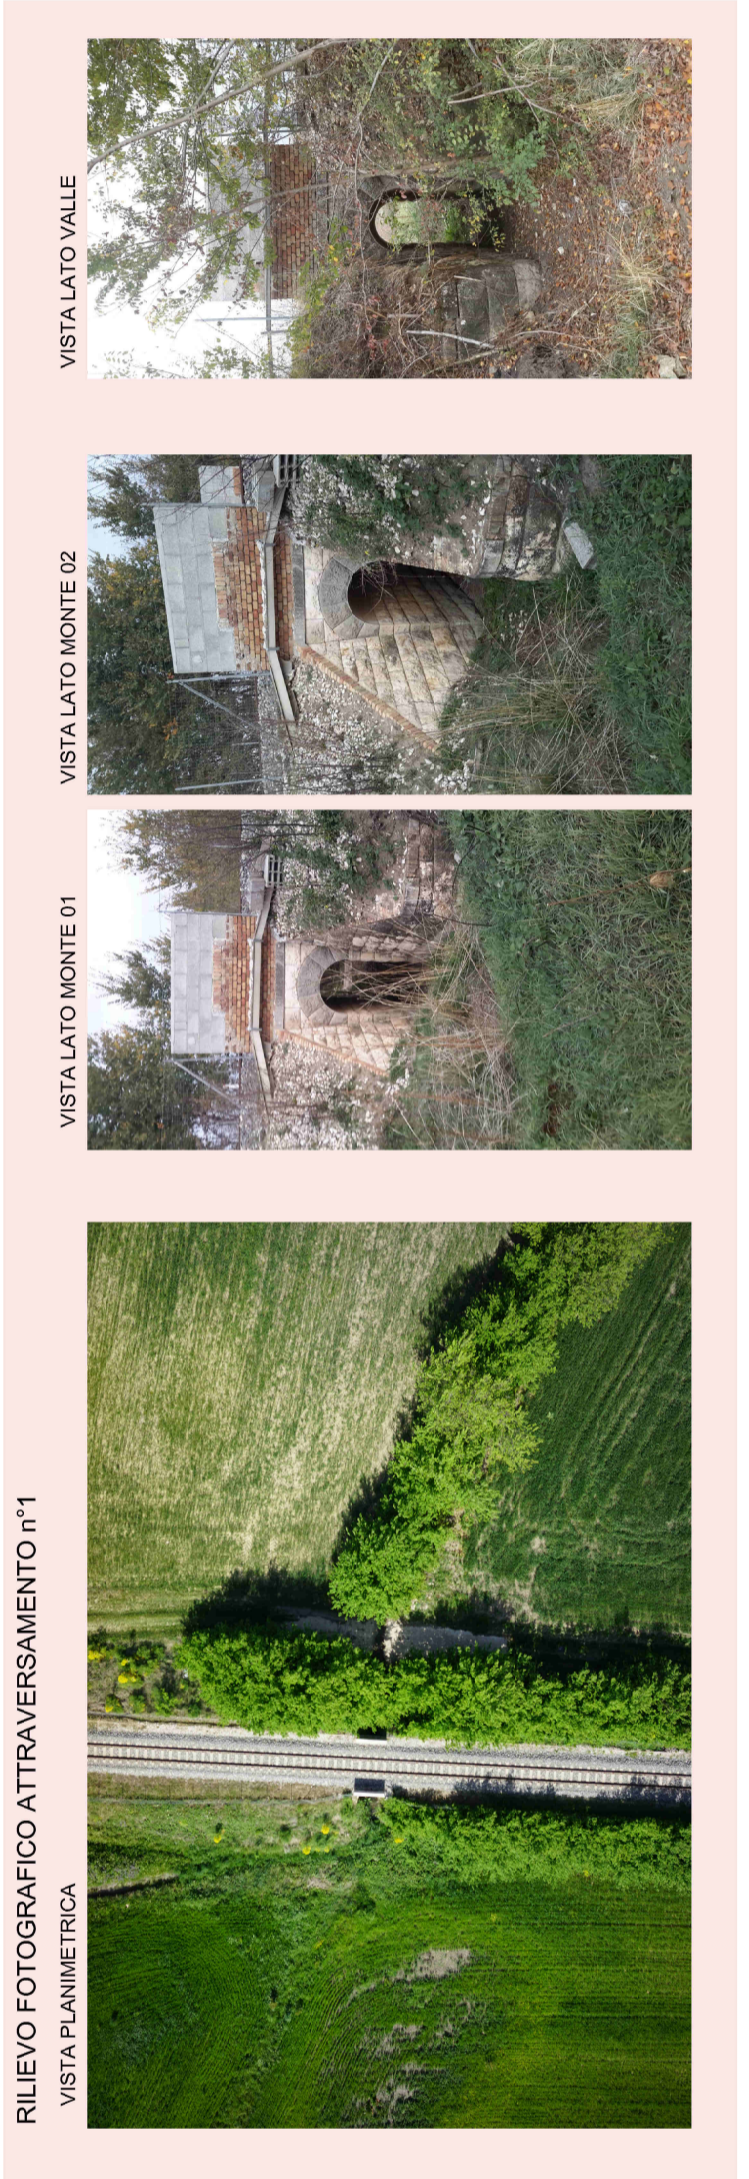 RILIEVO FOTOGRAFICO ATTRAVERSAMENTO n°1
VISTA PLANIMETRICA
VISTA LATO MONTE 01
VISTA LATO MONTE 02
VISTA LATO VALLE